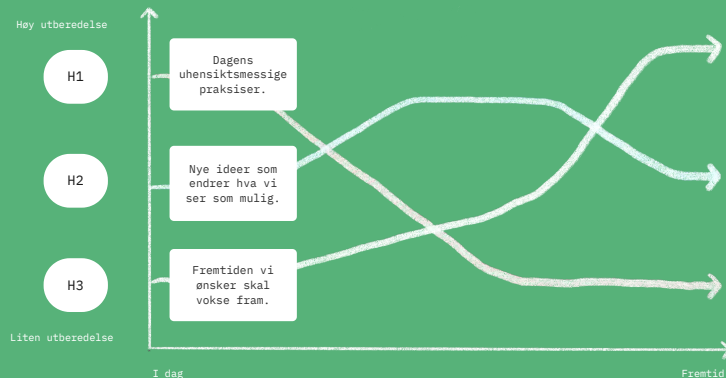 Høy utberedelse
H1
Dagens
uhensiktsmessige
praksiser.
H2
Nye ideer som
endrer hva vi
ser som mulig.
H3
Fremtiden vi
ønsker skal
vokse fram.
Liten utberedelse
I dag
Fremtid